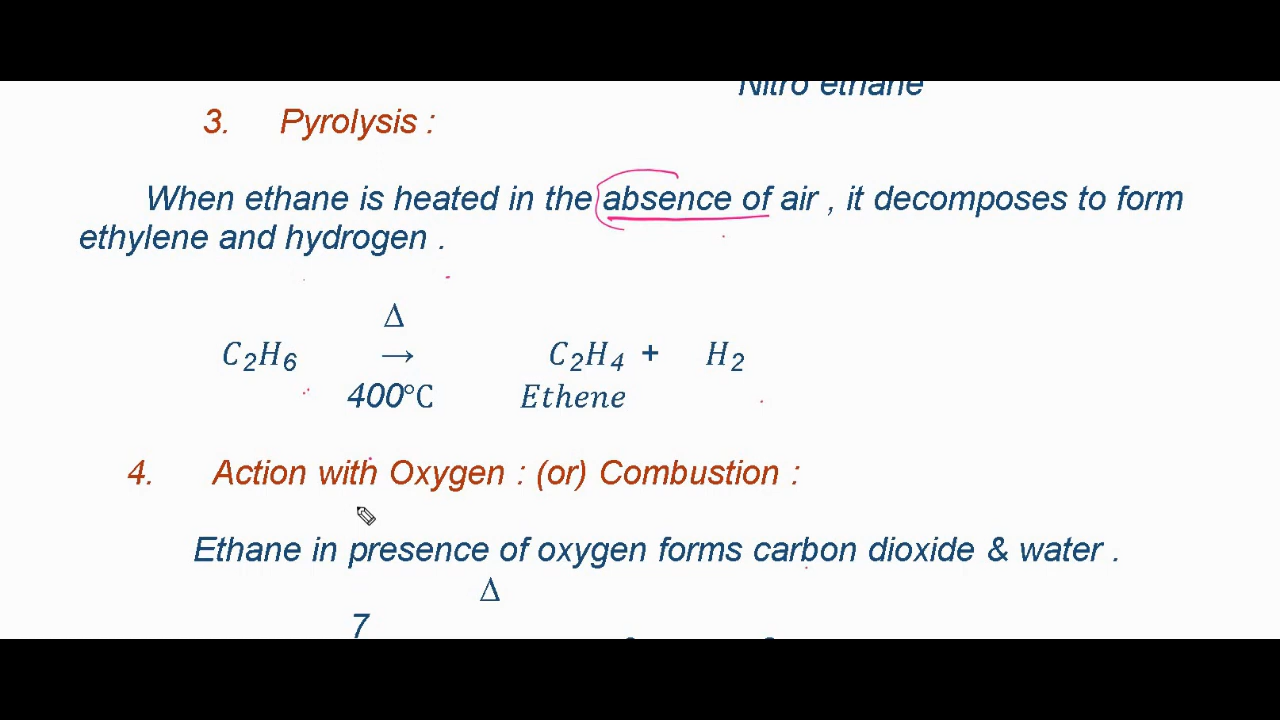 Nitro ethane
3. Pyrolysis :
When ethane is heated in the absence of air , it decomposes to form
ethylene and hydrogen .
Δ
C₂H₆ → C₂H₄ + H₂
400°C Ethene
4. Action with Oxygen : (or) Combustion :
Ethane in presence of oxygen forms carbon dioxide & water .
Δ
7